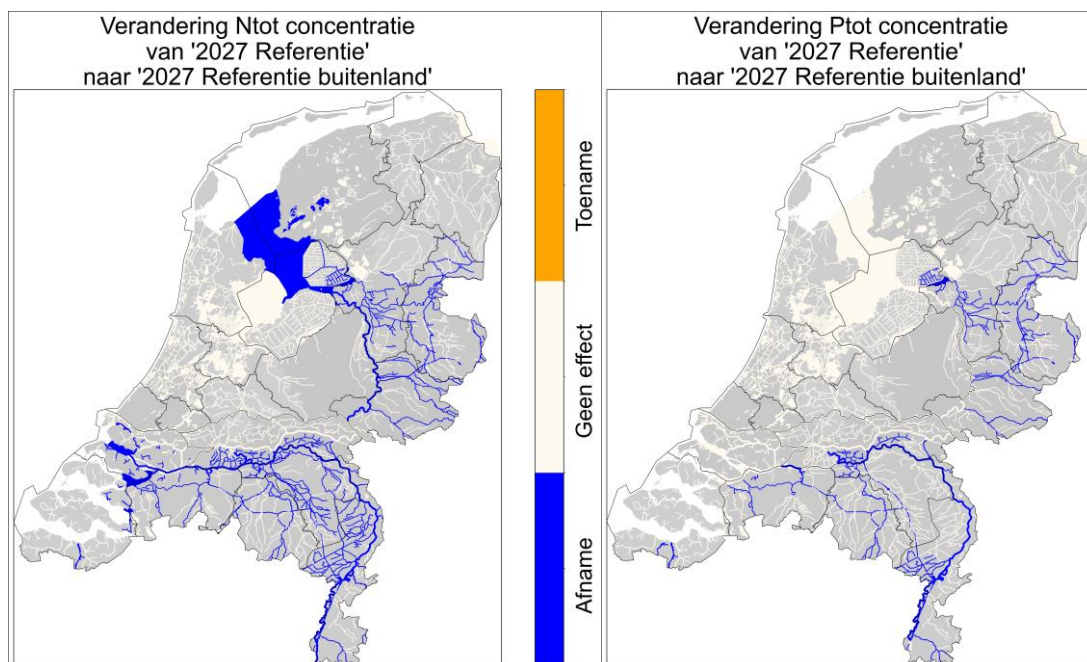 Verandering Ntot concentratie
van '2027 Referentie'
naar '2027 Referentie buitenland'
Toename
Geen effect
Afname
Verandering Ptot concentratie
van '2027 Referentie'
naar '2027 Referentie buitenland'